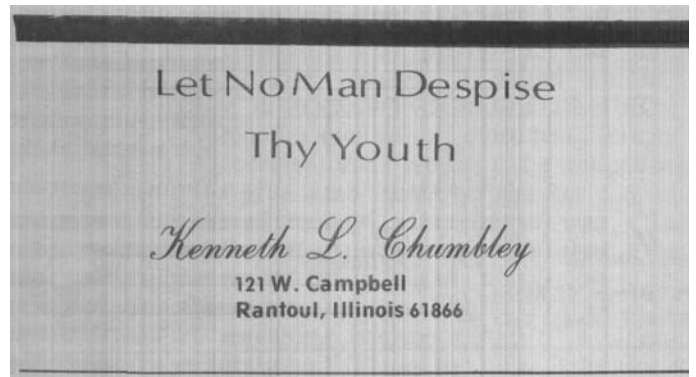 Let No Man Despise
Thy Youth
Kenneth L. Chumbley
121 W. Campbell
Rantoul, Illinois 61866